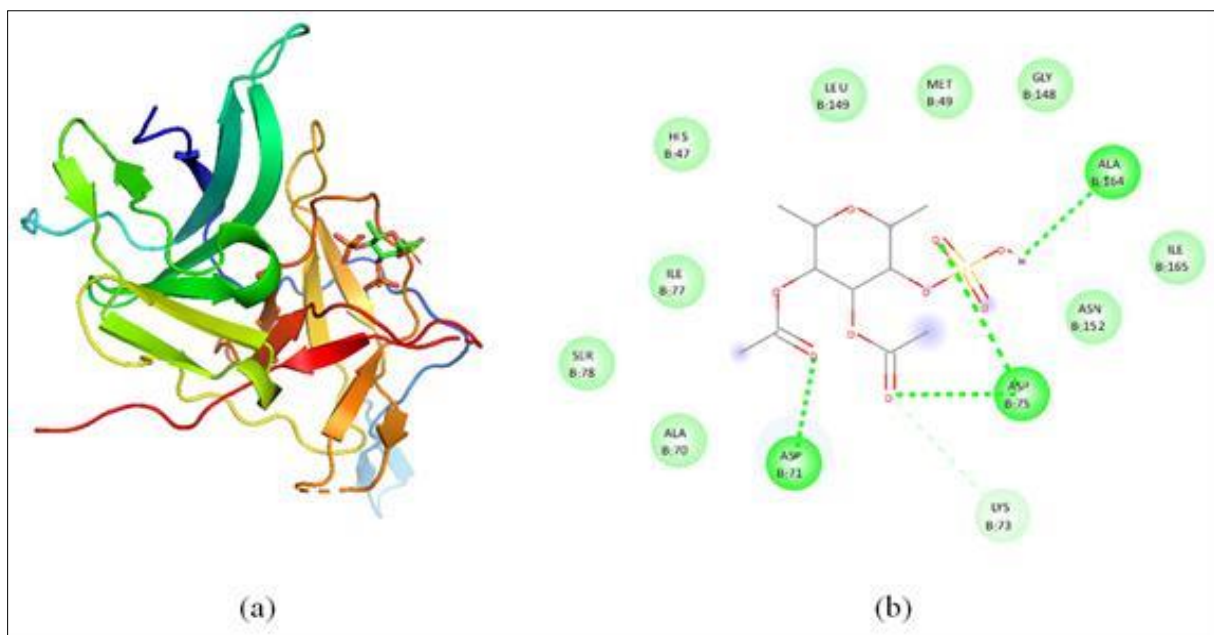 LEU
B:149
MET
B:49
GLY
B:148
HIS
B:47
ALA
B:164
ILE
B:77
ILE
B:165
ASN
B:152
SER
B:78
ASP
B:75
ALA
B:70
ASP
B:71
LYS
B:73
O
O
O
H
O
O
O
O
O
O
(a)
(b)